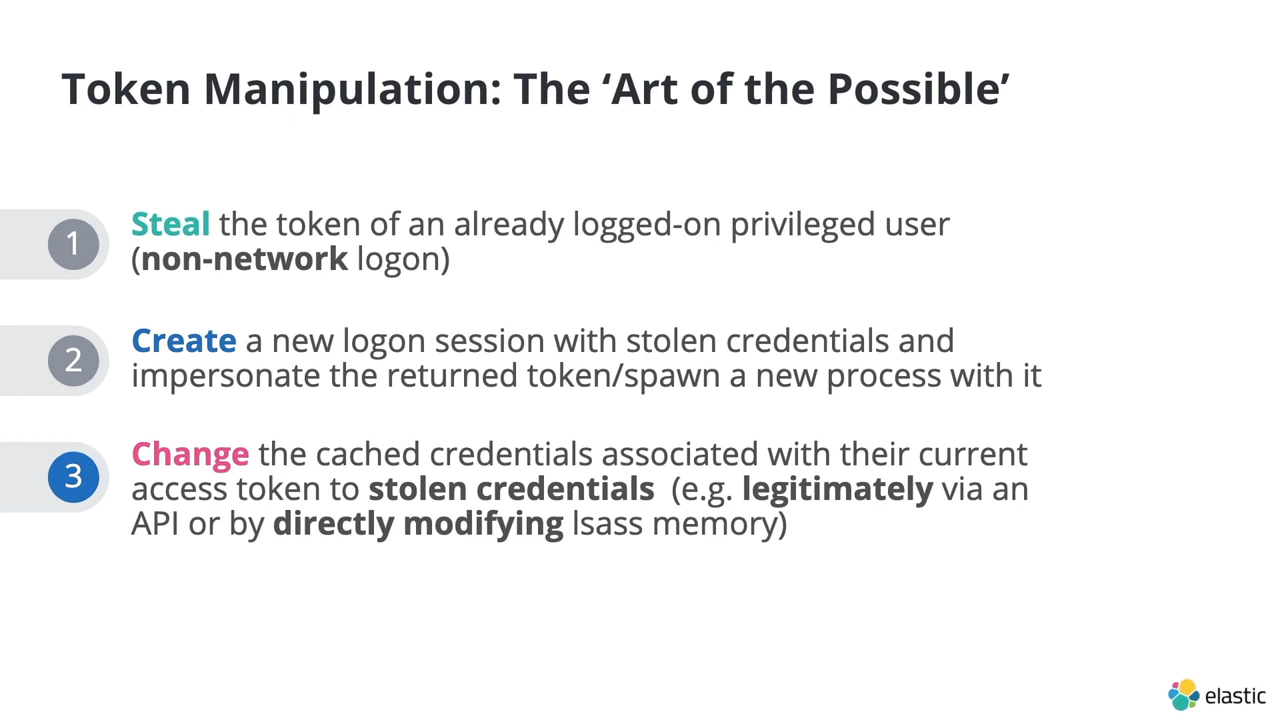 Token Manipulation: The ‘Art of the Possible’
1
Steal the token of an already logged-on privileged user
(non-network logon)
2
Create a new logon session with stolen credentials and
impersonate the returned token/spawn a new process with it
3
Change the cached credentials associated with their current
access token to stolen credentials (e.g. legitimately via an
API or by directly modifying lsass memory)
elastic